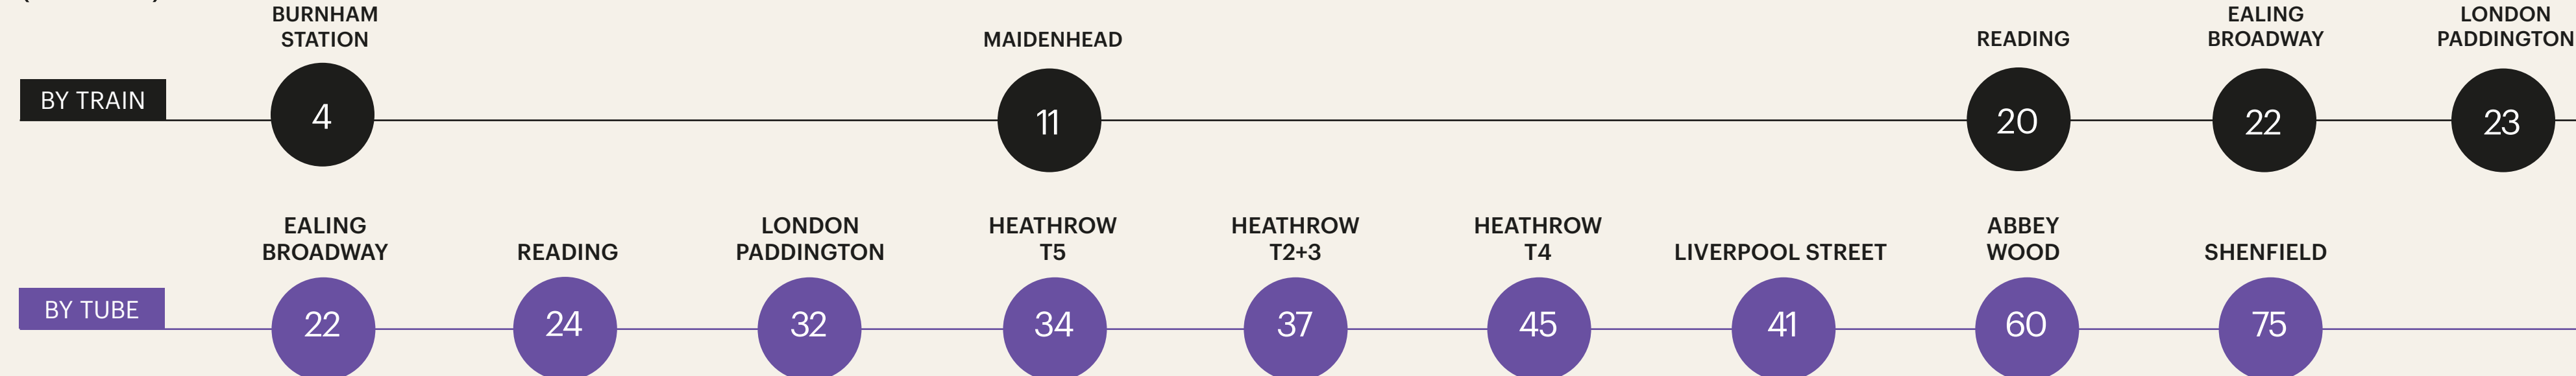 BURNHAM
STATION
MAIDENHEAD
READING
EALING
BROADWAY
LONDON
PADDINGTON
BY TRAIN
4
11
20
22
23
EALING
BROADWAY
READING
LONDON
PADDINGTON
HEATHROW
T5
HEATHROW
T2+3
HEATHROW
T4
LIVERPOOL STREET
ABBEY
WOOD
SHENFIELD
BY TUBE
22
24
32
34
37
45
41
60
75